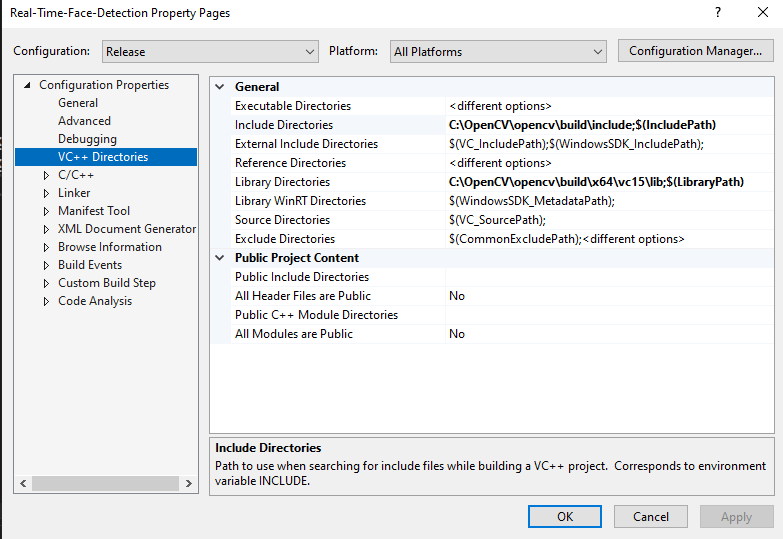 Real-Time-Face-Detection Property Pages
Configuration: Release Platform: All Platforms Configuration Manager...
Configuration Properties
General
Advanced
Debugging
VC++ Directories
C/C++
Linker
Manifest Tool
XML Document Generator
Browse Information
Build Events
Custom Build Step
Code Analysis
General
Executable Directories <different options>
Include Directories C:\OpenCV\opencv\build\include;$(IncludePath)
External Include Directories $(VC_IncludePath);$(WindowsSDK_IncludePath);
Reference Directories <different options>
Library Directories C:\OpenCV\opencv\build\x64\vc15\lib;$(LibraryPath)
Library WinRT Directories $(WindowsSDK_MetadataPath);
Source Directories $(VC_SourcePath);
Exclude Directories $(CommonExcludePath);<different options>
Public Project Content
Public Include Directories
All Header Files are Public No
Public C++ Module Directories
All Modules are Public No
Include Directories
Path to use when searching for include files while building a VC++ project.  Corresponds to environment
variable INCLUDE.
OK Cancel Apply